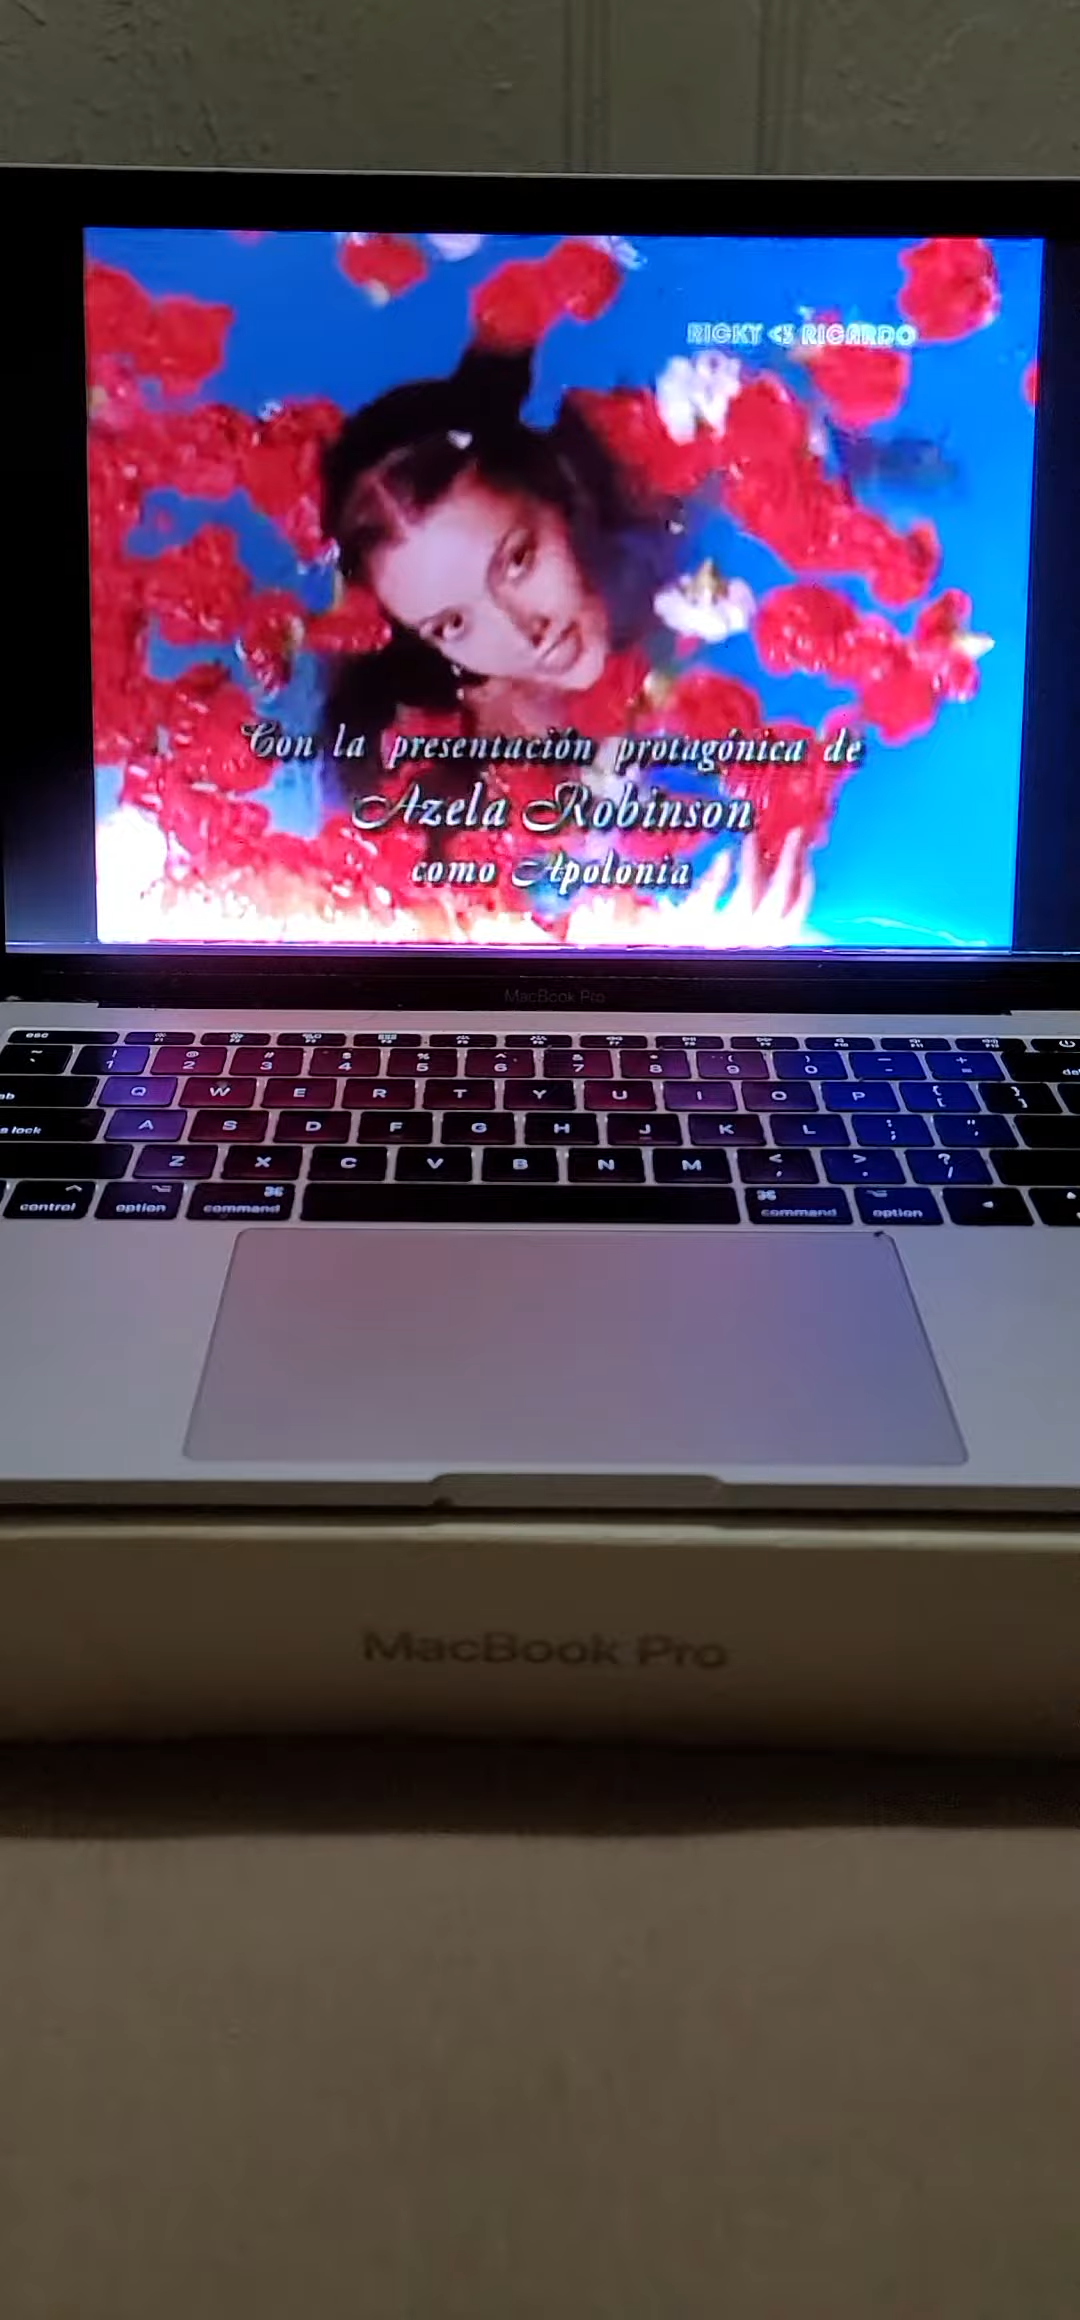 RICKY <3 RICARDO
Con la presentación protagónica de
Azela Robinson
como Apolonia
MacBook Pro
esc
! 1 @ 2 # 3 $ 4 % 5 ^ 6 & 7 * 8 ( 9 ) 0 _ - + =
Q W E R T Y U I O P { [ } ]
A S D F G H J K L : ; " '
Z X C V B N M < , > . ? /
control option command command option
MacBook Pro